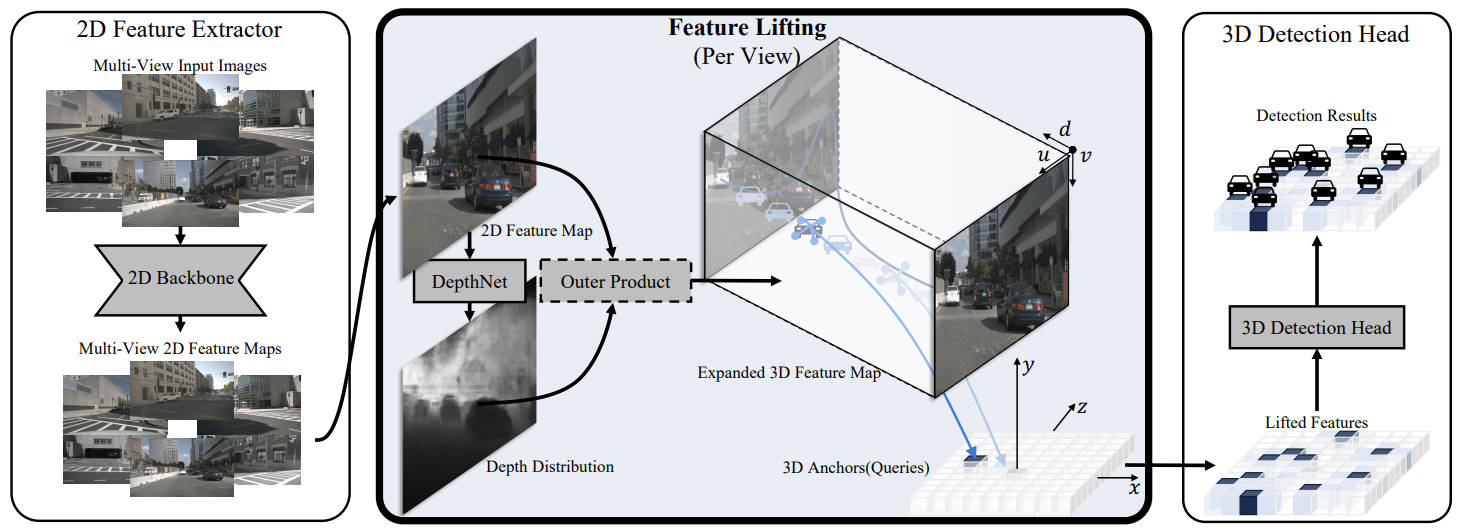 2D Feature Extractor
Multi-View Input Images
2D Backbone
Multi-View 2D Feature Maps
Feature Lifting
(Per View)
2D Feature Map
DepthNet
Outer Product
Depth Distribution
d
u
v
Expanded 3D Feature Map
y
z
x
3D Anchors(Queries)
3D Detection Head
Detection Results
3D Detection Head
Lifted Features